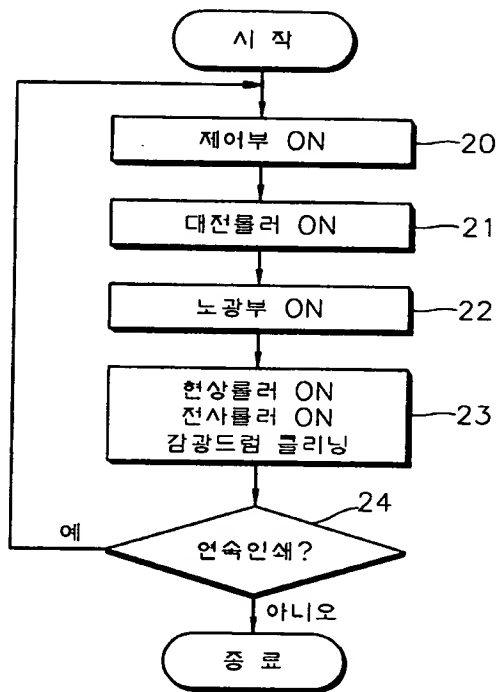 시 작
제어부 ON
20
대전롤러 ON
21
노광부 ON
22
현상롤러 ON
전사롤러 ON
감광드럼 클리닝
23
24
예
연속인쇄?
아니오
종 료